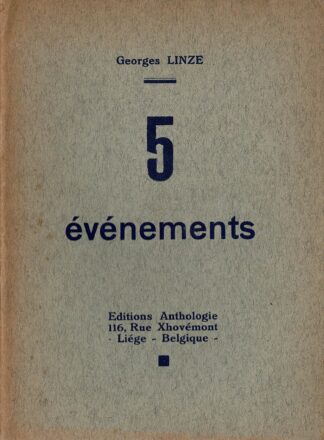 Georges LINZE
5
événements
Editions Anthologie
116, Rue Xhovémont
- Liége - Belgique -